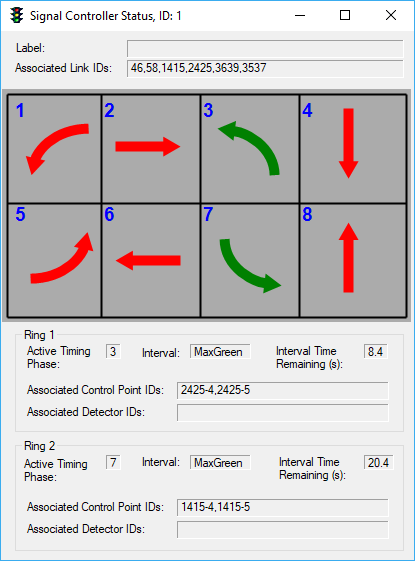 Signal Controller Status, ID: 1
Label:
Associated Link IDs: 46,58,1415,2425,3639,3537
1 2 3 4
5 6 7 8
Ring 1
Active Timing Phase: 3 Interval: MaxGreen Interval Time Remaining (s): 8.4
Associated Control Point IDs: 2425-4,2425-5
Associated Detector IDs:
Ring 2
Active Timing Phase: 7 Interval: MaxGreen Interval Time Remaining (s): 20.4
Associated Control Point IDs: 1415-4,1415-5
Associated Detector IDs: